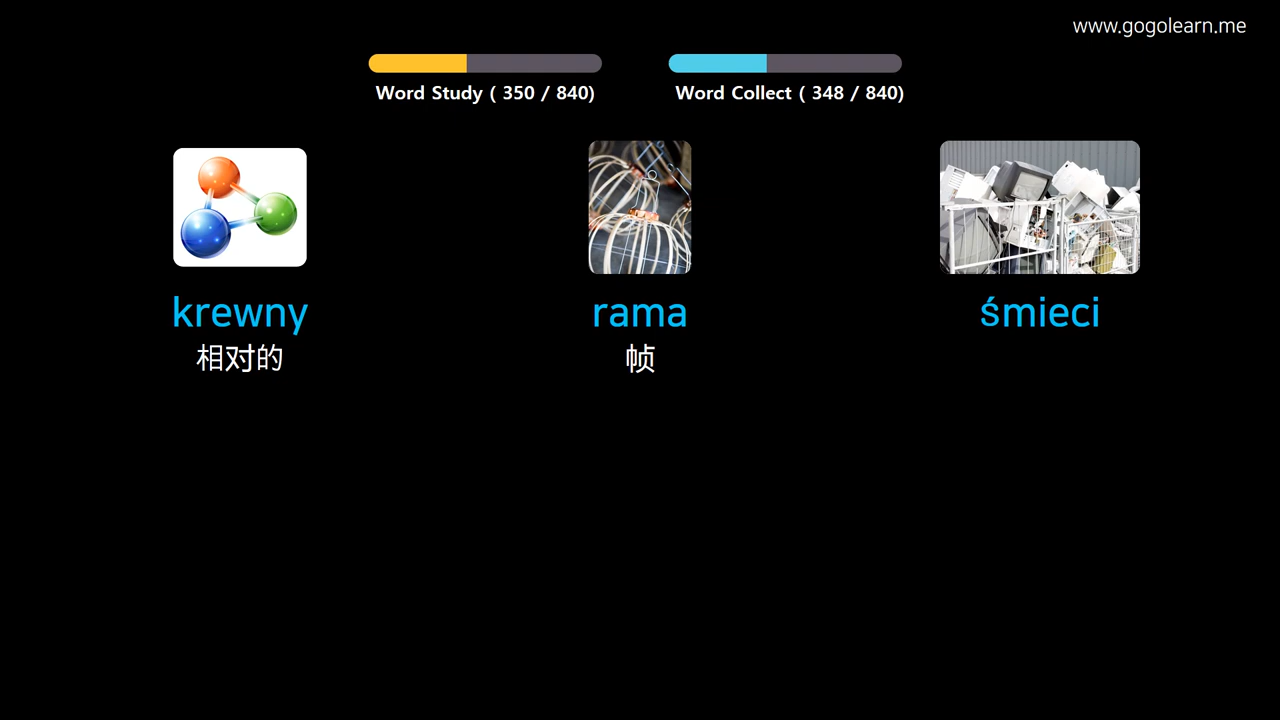 www.gogolearn.me
Word Study ( 350 / 840)
Word Collect ( 348 / 840)
krewny
相对的
rama
帧
śmieci